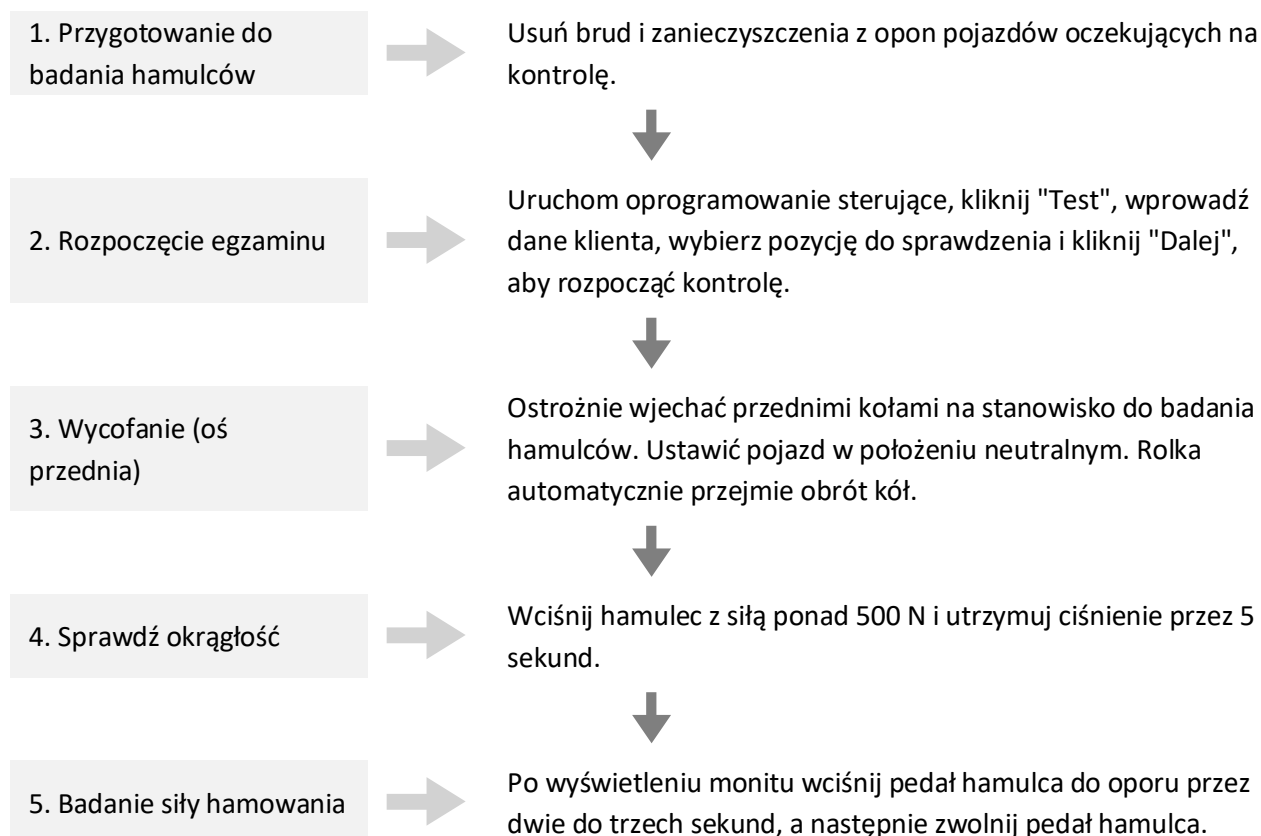 1. Przygotowanie do
badania hamulców
Usuń brud i zanieczyszczenia z opon pojazdów oczekujących na
kontrolę.
2. Rozpoczęcie egzaminu
Uruchom oprogramowanie sterujące, kliknij "Test", wprowadź
dane klienta, wybierz pozycję do sprawdzenia i kliknij "Dalej",
aby rozpocząć kontrolę.
3. Wycofanie (oś
przednia)
Ostrożnie wjechać przednimi kołami na stanowisko do badania
hamulców. Ustawić pojazd w położeniu neutralnym. Rolka
automatycznie przejmie obrót kół.
4. Sprawdź okrągłość
Wciśnij hamulec z siłą ponad 500 N i utrzymuj ciśnienie przez 5
sekund.
5. Badanie siły hamowania
Po wyświetleniu monitu wciśnij pedał hamulca do oporu przez
dwie do trzech sekund, a następnie zwolnij pedał hamulca.